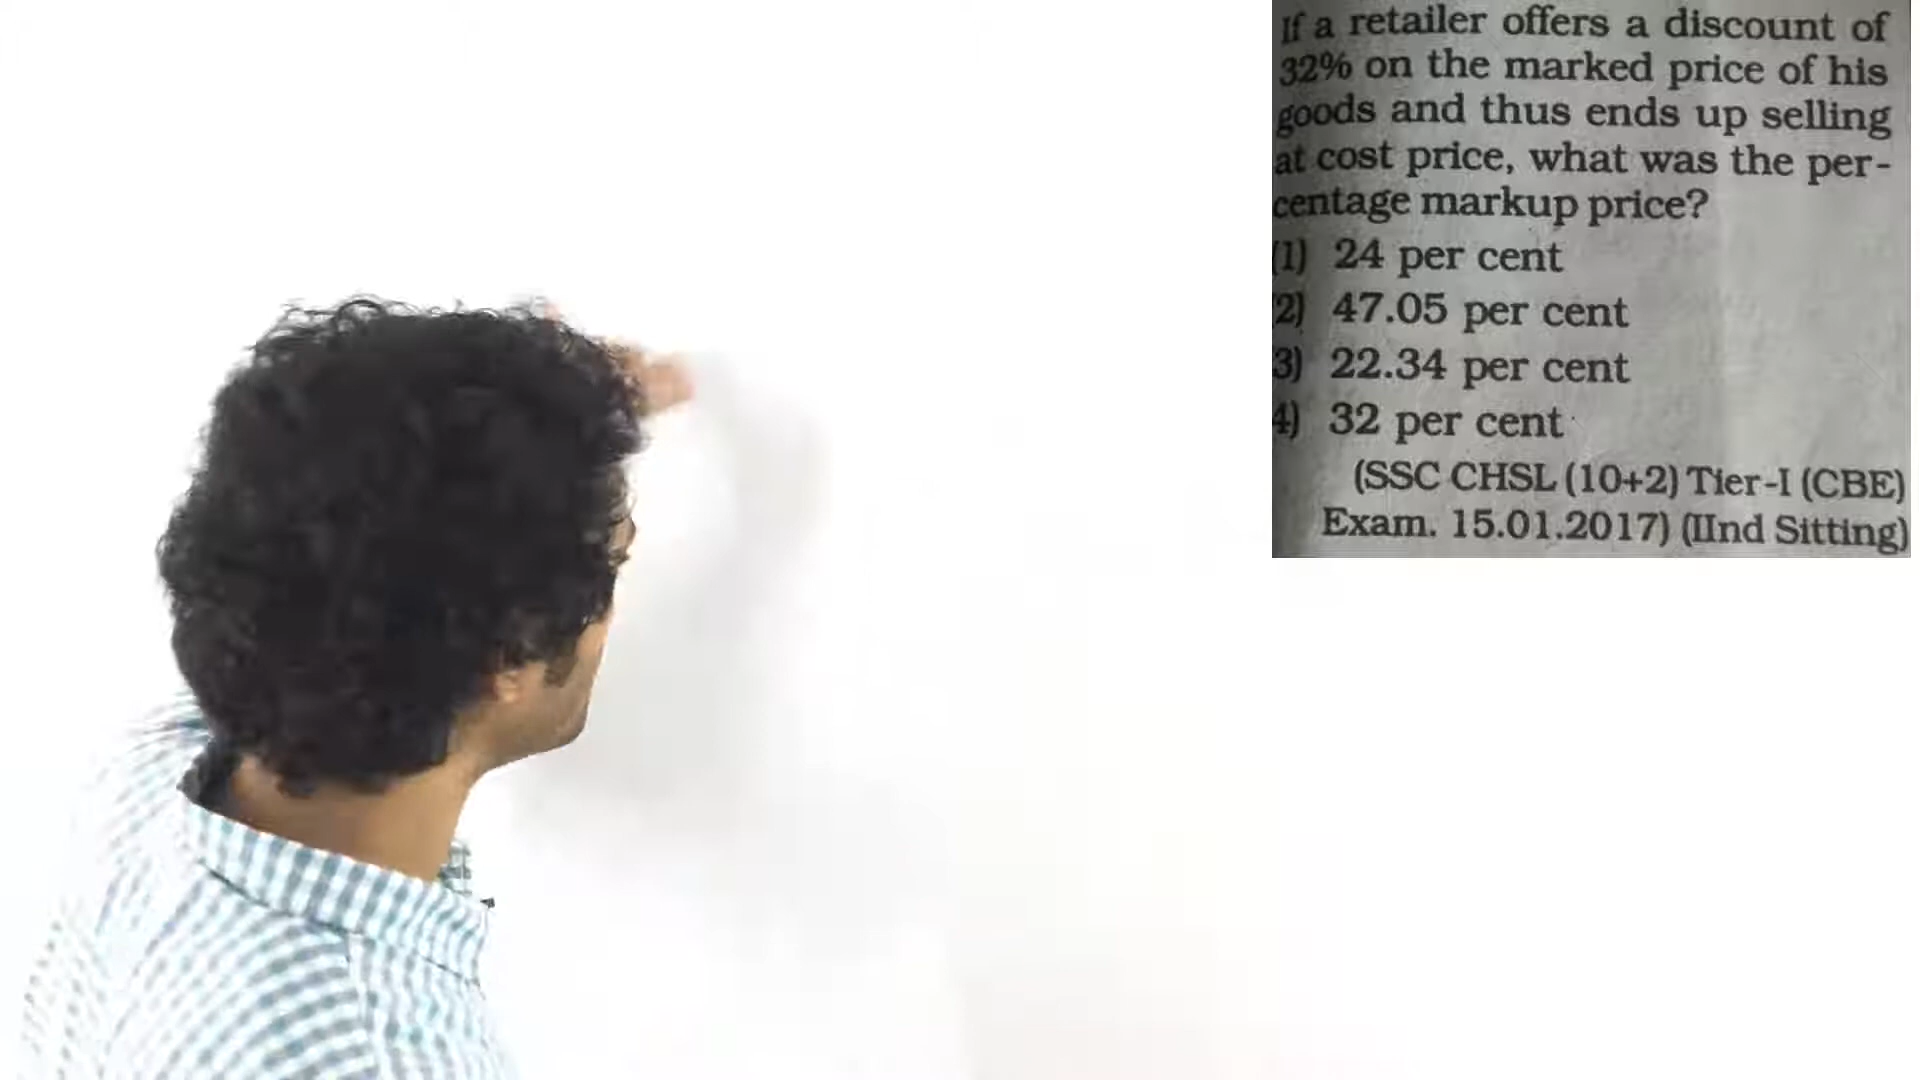 If a retailer offers a discount of
32% on the marked price of his
goods and thus ends up selling
at cost price, what was the per-
centage markup price?
(1) 24 per cent
2) 47.05 per cent
3) 22.34 per cent
4) 32 per cent
(SSC CHSL (10+2) Tier-I (CBE)
Exam. 15.01.2017) (IInd Sitting)